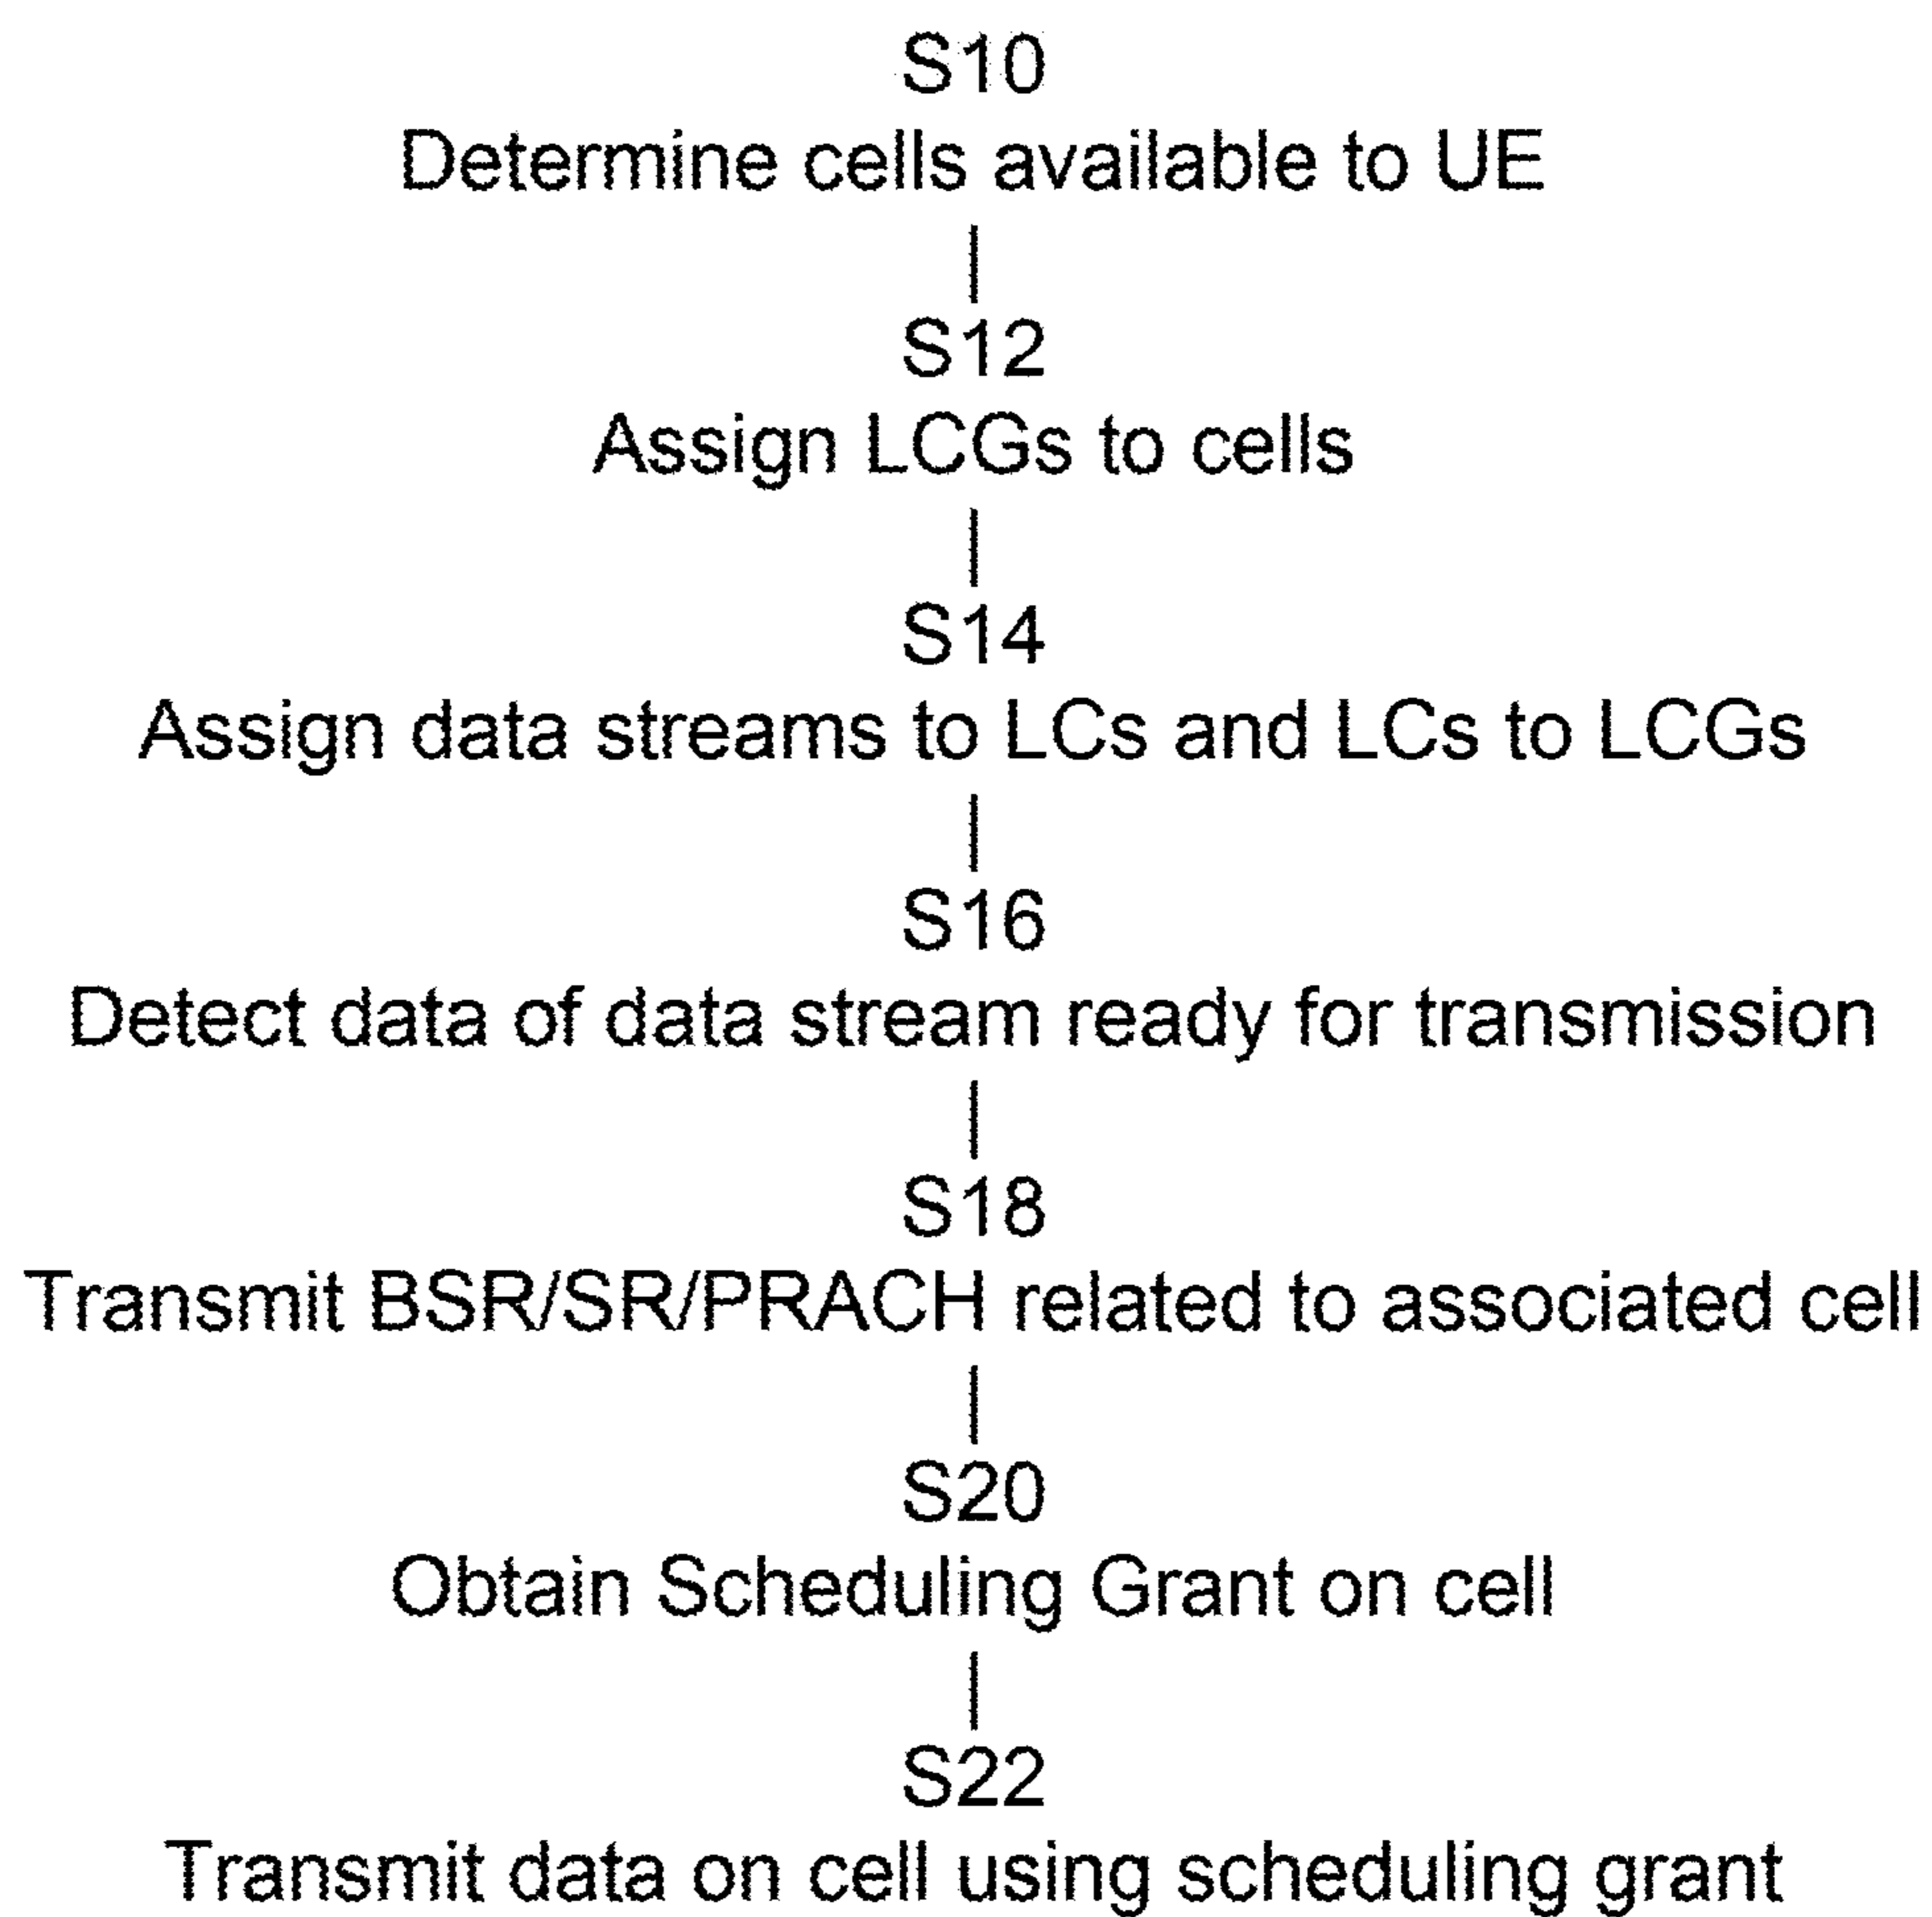 S10
Determine cells available to UE
S12
Assign LCGs to cells
S14
Assign data streams to LCs and LCs to LCGs
S16
Detect data of data stream ready for transmission
S18
Transmit BSR/SR/PRACH related to associated cell
S20
Obtain Scheduling Grant on cell
S22
Transmit data on cell using scheduling grant